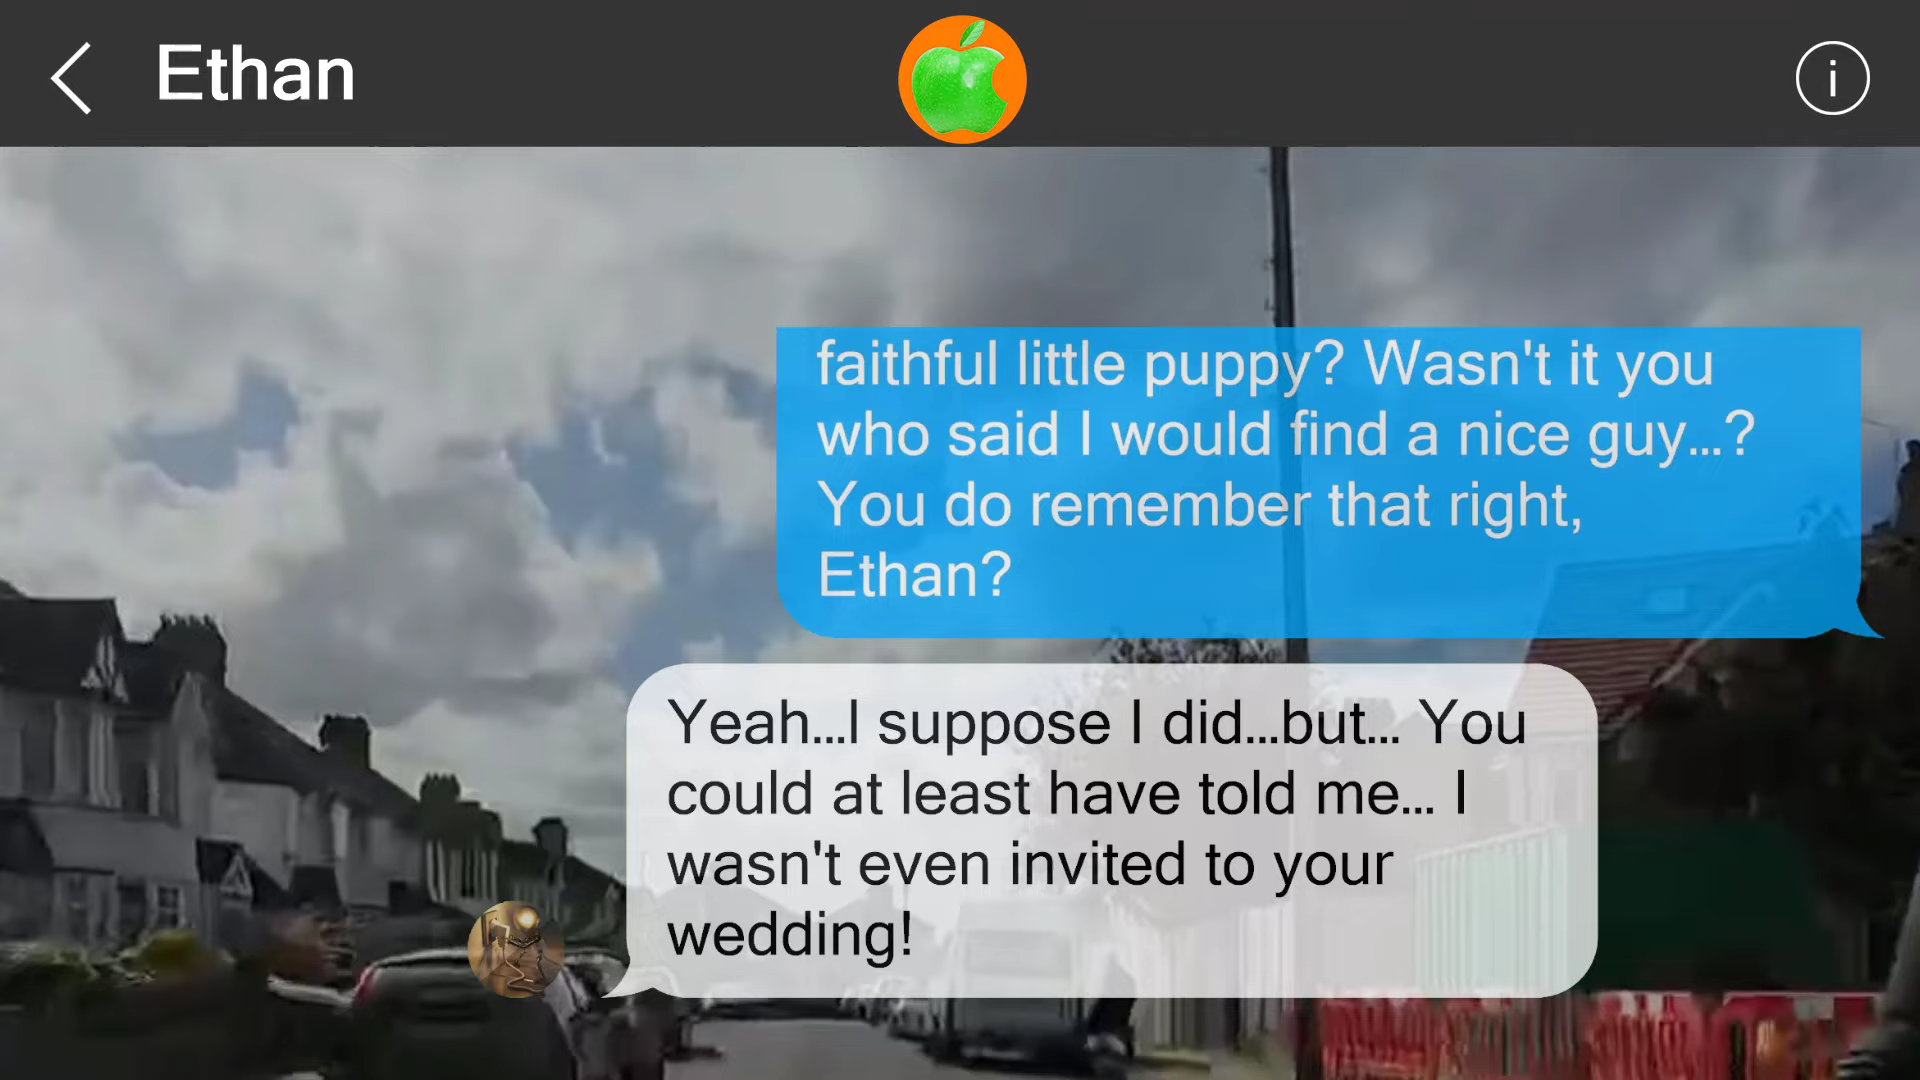 Ethan
i
faithful little puppy? Wasn't it you
who said I would find a nice guy...?
You do remember that right,
Ethan?
Yeah...I suppose I did...but... You
could at least have told me... I
wasn't even invited to your
wedding!